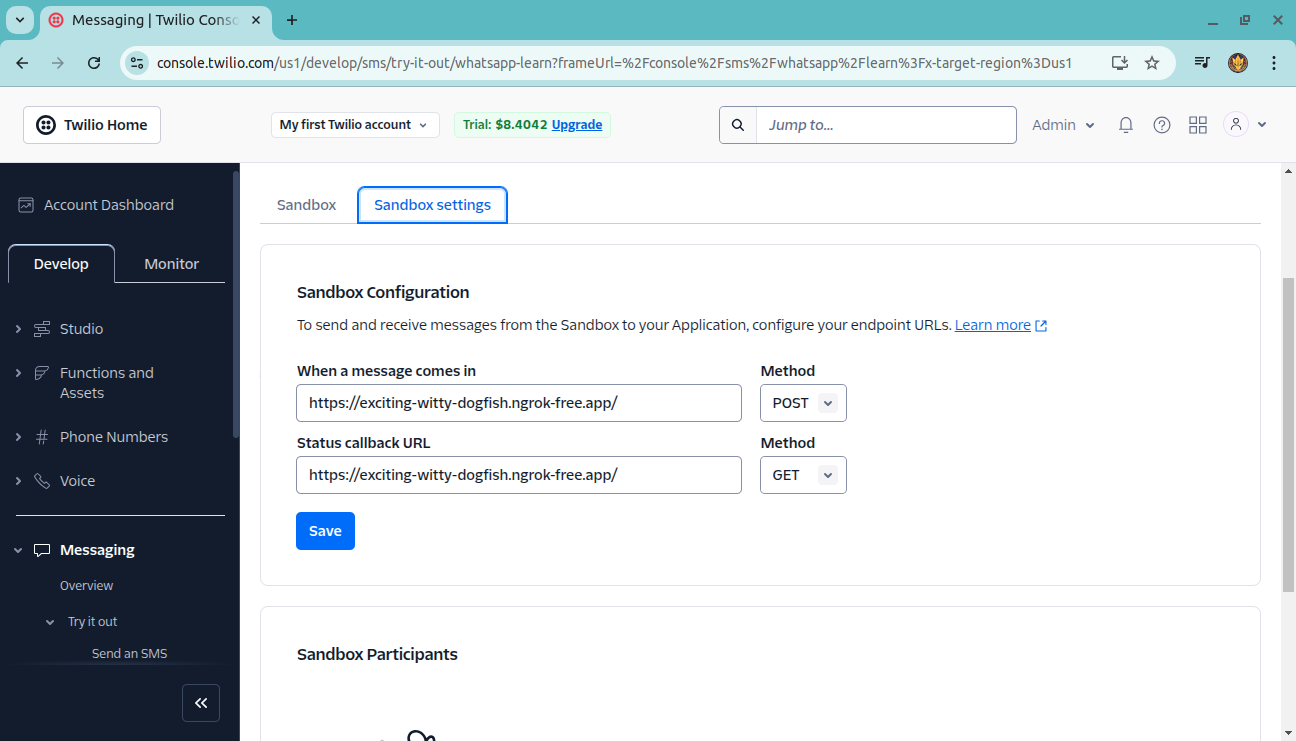 Messaging | Twilio Conso
console.twilio.com/us1/develop/sms/try-it-out/whatsapp-learn?frameUrl=%2Fconsole%2Fsms%2Fwhatsapp%2Flearn%3Fx-target-region%3Dus1
Twilio Home
My first Twilio account
Trial: $8.4042 Upgrade
Jump to...
Admin
Account Dashboard
Develop
Monitor
Studio
Functions and
Assets
Phone Numbers
Voice
Messaging
Overview
Try it out
Send an SMS
Sandbox
Sandbox settings
Sandbox Configuration
To send and receive messages from the Sandbox to your Application, configure your endpoint URLs. Learn more
When a message comes in
Method
https://exciting-witty-dogfish.ngrok-free.app/
POST
Status callback URL
Method
https://exciting-witty-dogfish.ngrok-free.app/
GET
Save
Sandbox Participants